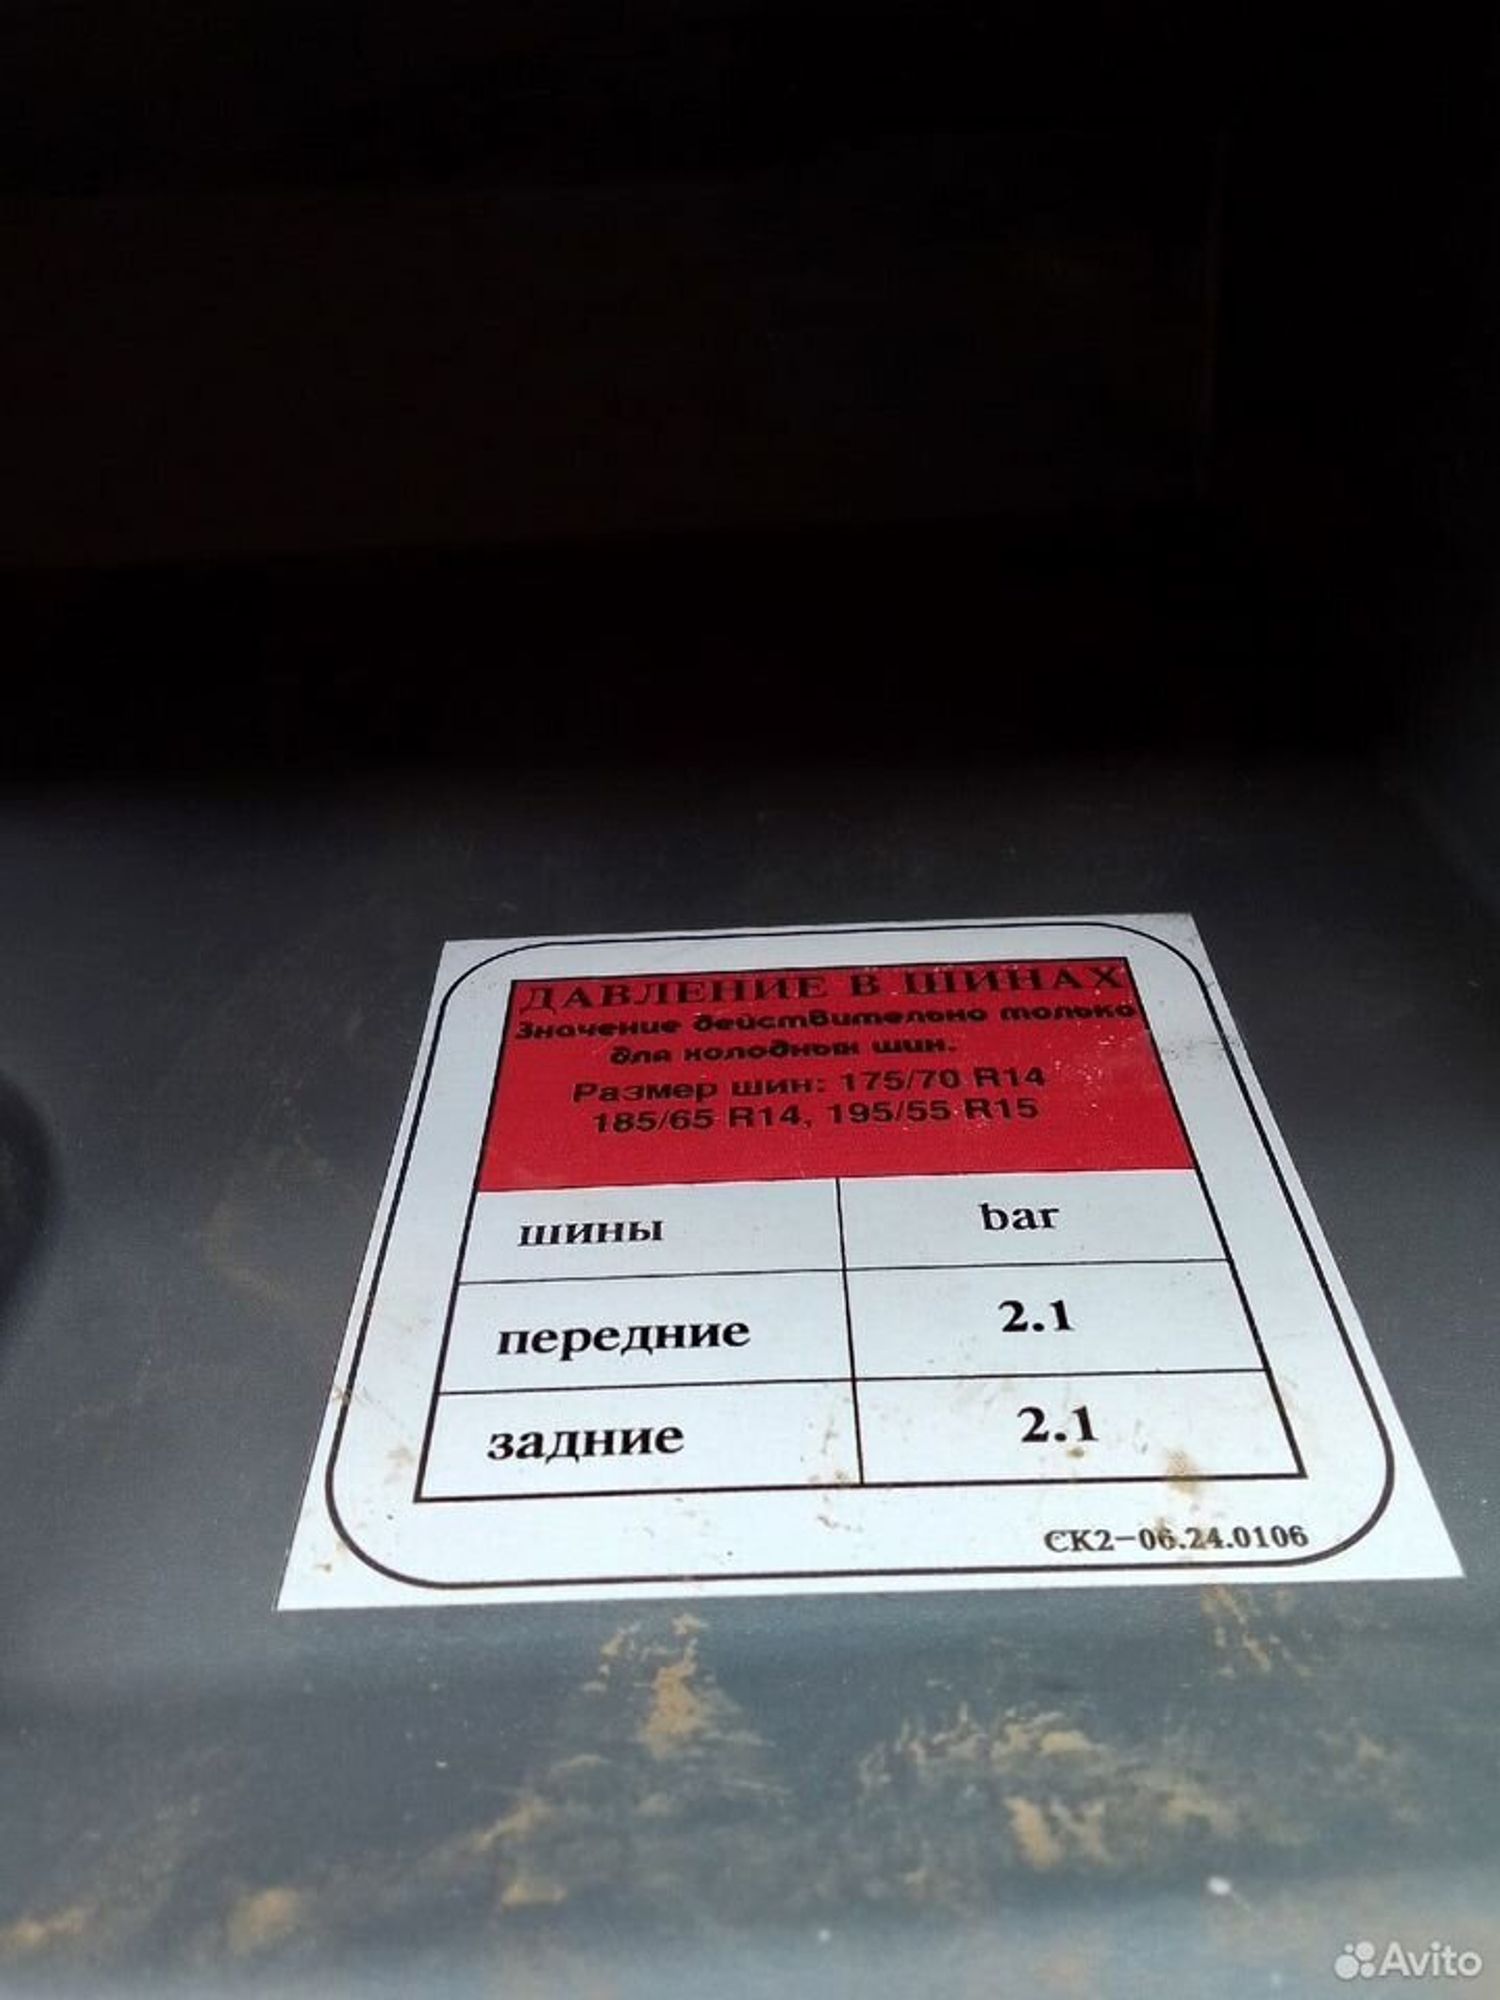 ДАВЛЕНИЕ В ШИНАХ
Значение действительно только
для холодных шин.
Размер шин: 175/70 R14
185/65 R14, 195/55 R15
шины bar
передние 2.1
задние 2.1
CK2-06.24.0106
Avito